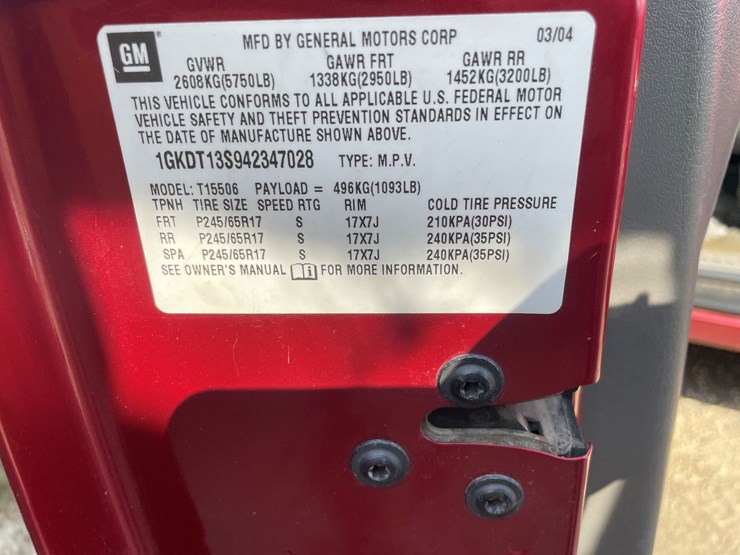 GM
MFD BY GENERAL MOTORS CORP 03/04
GVWR GAWR FRT GAWR RR
2608KG(5750LB) 1338KG(2950LB) 1452KG(3200LB)
THIS VEHICLE CONFORMS TO ALL APPLICABLE U.S. FEDERAL MOTOR
VEHICLE SAFETY AND THEFT PREVENTION STANDARDS IN EFFECT ON
THE DATE OF MANUFACTURE SHOWN ABOVE.
1GKDT13S942347028 TYPE: M.P.V.
MODEL: T15506 PAYLOAD = 496KG(1093LB)
TPNH TIRE SIZE SPEED RTG RIM COLD TIRE PRESSURE
FRT P245/65R17 S 17X7J 210KPA(30PSI)
RR P245/65R17 S 17X7J 240KPA(35PSI)
SPA P245/65R17 S 17X7J 240KPA(35PSI)
SEE OWNER'S MANUAL i FOR MORE INFORMATION.